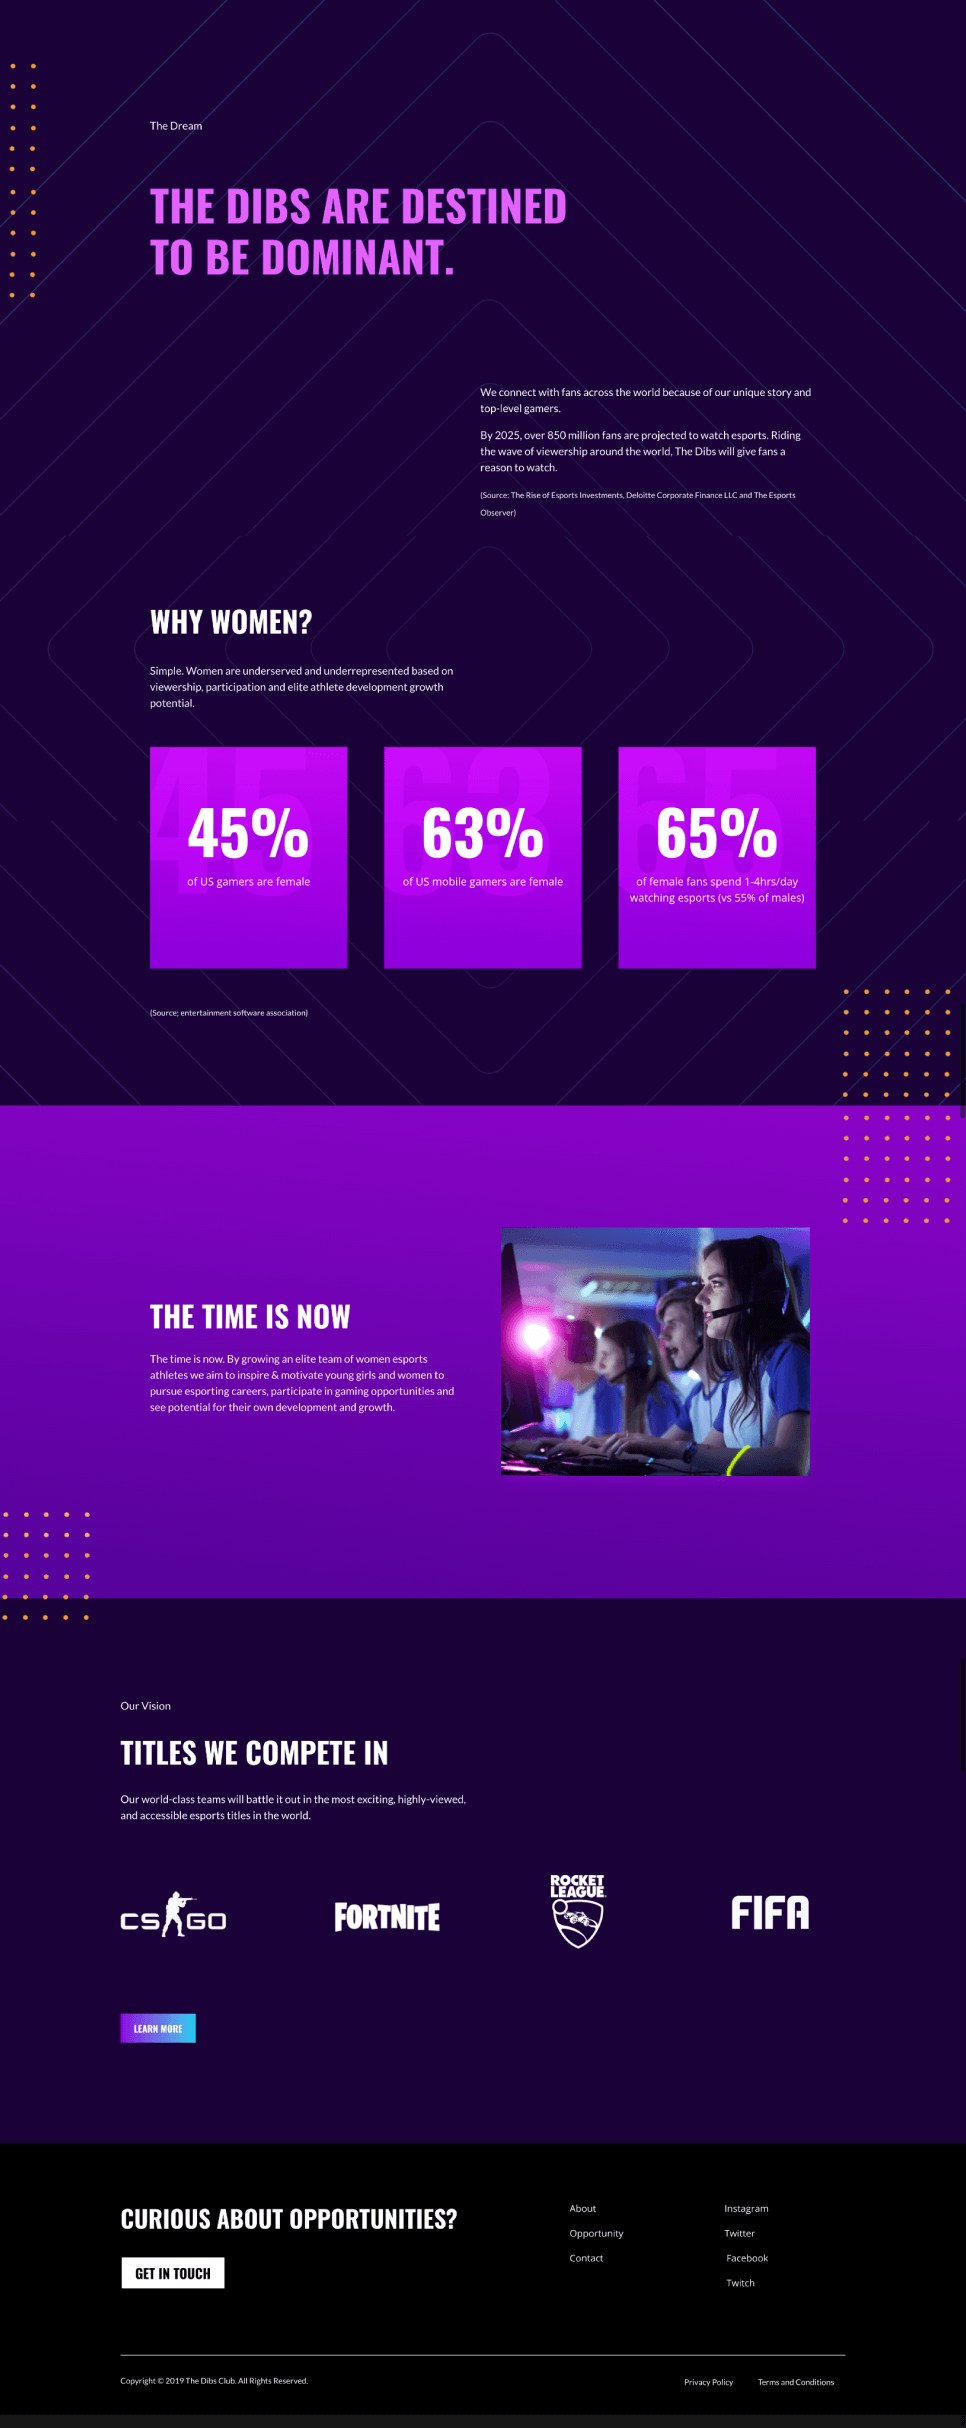 The Dream
THE DIBS ARE DESTINED
TO BE DOMINANT.
We connect with fans across the world because of our unique story and
top-level gamers.
By 2025, over 850 million fans are projected to watch esports. Riding
the wave of viewership around the world, The Dibs will give fans a
reason to watch.
(Source: The Rise of Esports Investments, Deloitte Corporate Finance LLC and The Esports
Observer)
WHY WOMEN?
Simple. Women are underserved and underrepresented based on
viewership, participation and elite athlete development growth
potential.
45
45%
of US gamers are female
63
63%
of US mobile gamers are female
65
65%
of female fans spend 1-4hrs/day
watching esports (vs 55% of males)
(Source; entertainment software association)
THE TIME IS NOW
The time is now. By growing an elite team of women esports
athletes we aim to inspire & motivate young girls and women to
pursue esporting careers, participate in gaming opportunities and
see potential for their own development and growth.
Our Vision
TITLES WE COMPETE IN
Our world-class teams will battle it out in the most exciting, highly-viewed,
and accessible esports titles in the world.
CS GO
FORTNITE
ROCKET
LEAGUE
FIFA
LEARN MORE
CURIOUS ABOUT OPPORTUNITIES?
GET IN TOUCH
About
Opportunity
Contact
Instagram
Twitter
Facebook
Twitch
Copyright © 2019 The Dibs Club. All Rights Reserved.
Privacy Policy
Terms and Conditions